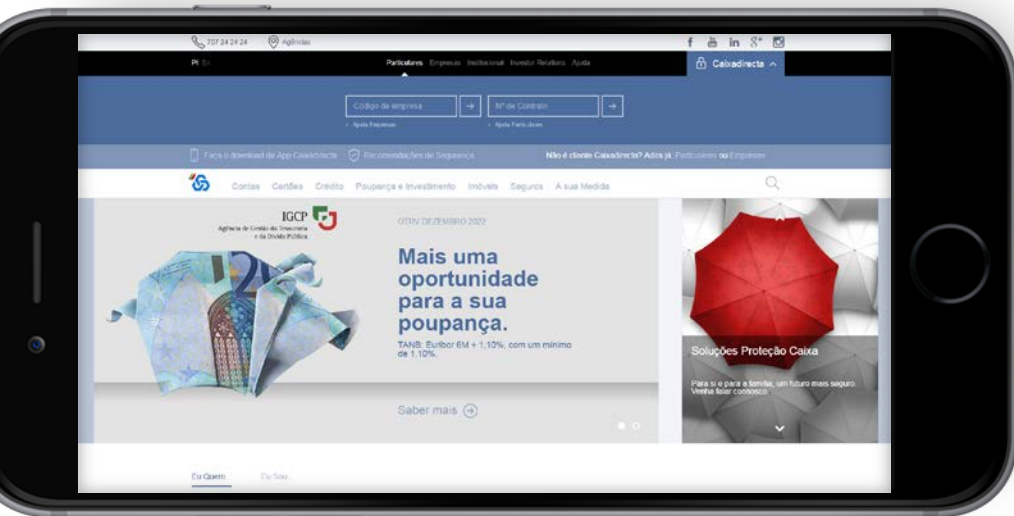 707 24 24 24
Agências
PT En
Particulares Empresas Institucional Investor Relations Ajuda
Caixadirecta
Código de empresa
Nº de Contrato
Ajuda Empresas
Ajuda Particulares
Faça o download da App Caixadirecta
Recomendações de Segurança
Não é cliente Caixadirecta? Adira já: Particulares ou Empresas
Contas Cartões Crédito Poupança e Investimento Imóveis Seguros A sua Medida
IGCP
Agência de Gestão da Tesouraria
e da Dívida Pública
OTRV DEZEMBRO 2022
Mais uma
oportunidade
para a sua
poupança.
TANB: Euribor 6M + 1,10%, com um mínimo
de 1,10%.
Saber mais
Soluções Proteção Caixa
Para si e para a família, um futuro mais seguro.
Venha falar connosco.
Eu Quero
Eu Sou